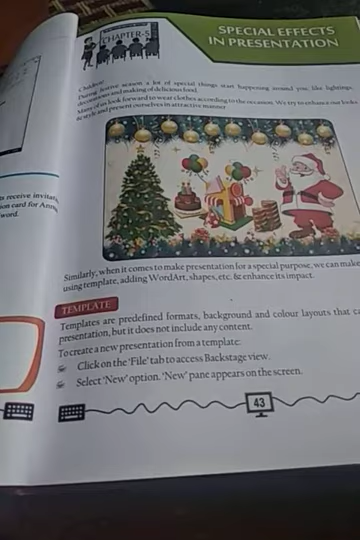 CHAPTER-5
SPECIAL EFFECTS
IN PRESENTATION
Children!
During festive season a lot of special things start happening around you, like lightings,
decorations and making of delicious food.
Many of us look forward to wear clothes according to the occasion. We try to enhance our looks
to style and present ourselves in attractive manner.
Similarly, when it comes to make presentation for a special purpose, we can make
using template, adding WordArt, shapes, etc. & enhance its impact.
TEMPLATE
Templates are predefined formats, background and colour layouts that
presentation, but it does not include any content.
To create a new presentation from a template:
Click on the 'File' tab to access Backstage view.
Select 'New' option. 'New' pane appears on the screen.
43
receive
card for
word.